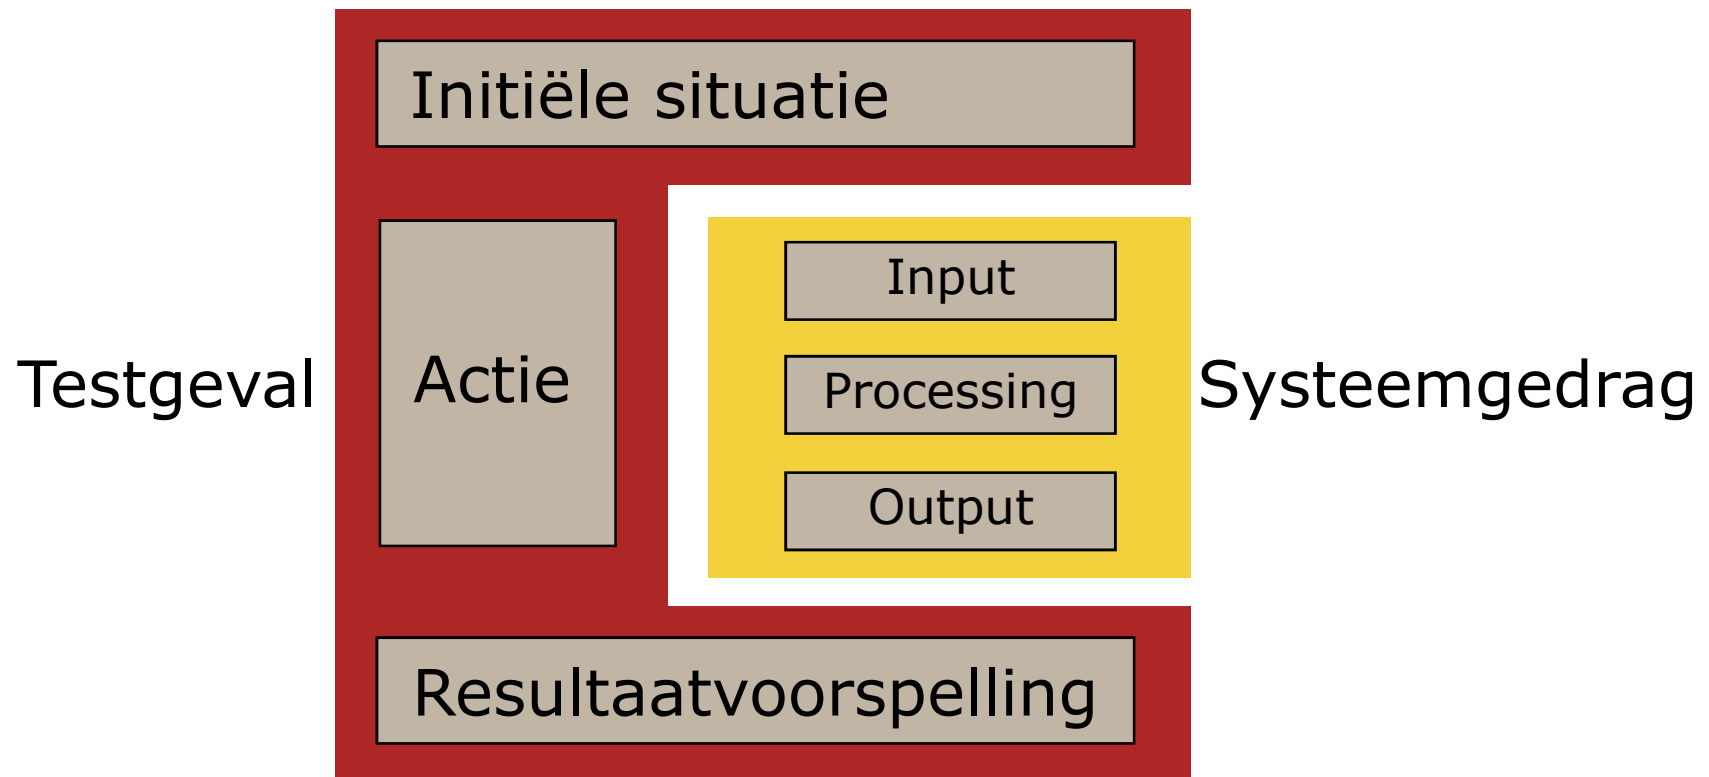 Initiële situatie
Testgeval
Actie
Input
Processing
Output
Systeemgedrag
Resultaatvoorspelling